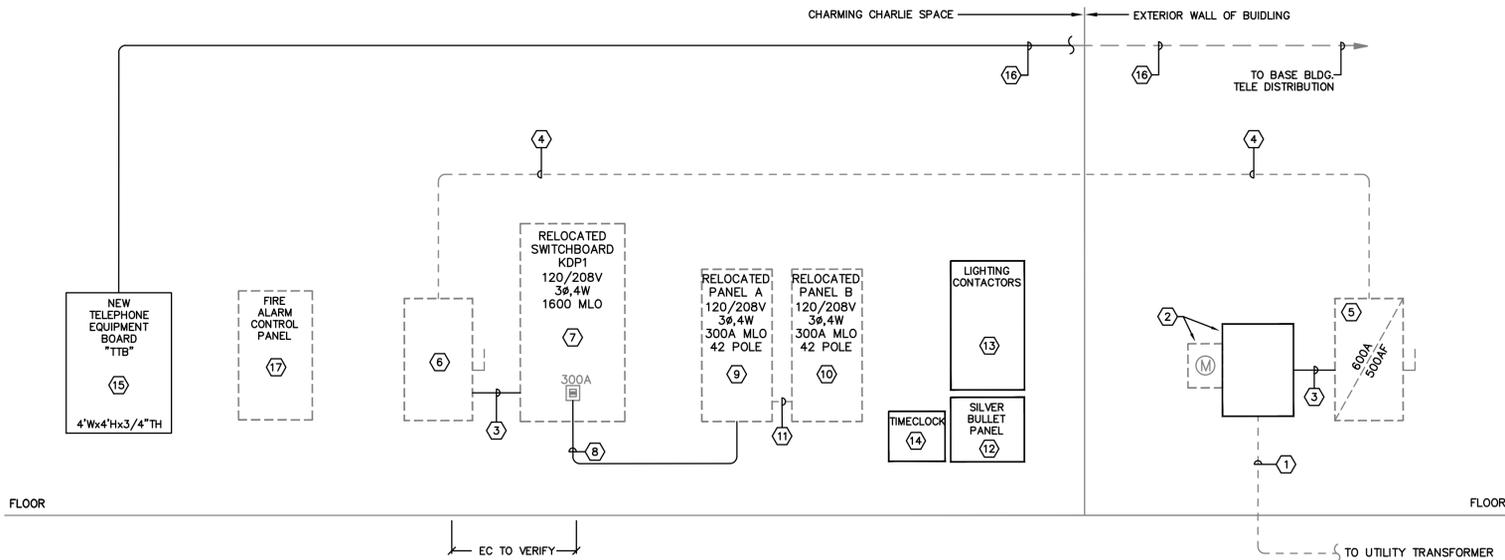 CHARMING CHARLIE SPACE
EXTERIOR WALL OF BUIDLING
16
16
TO BASE BLDG.
TELE DISTRIBUTION
4
4
RELOCATED
SWITCHBOARD
KDP1
120/208V
3ø,4W
1600 MLO
7
300A
RELOCATED
PANEL A
120/208V
3ø,4W
300A MLO
42 POLE
9
RELOCATED
PANEL B
120/208V
3ø,4W
300A MLO
42 POLE
10
LIGHTING
CONTACTORS
13
NEW
TELEPHONE
EQUIPMENT
BOARD
"TTB"
15
4'Wx4'Hx3/4"TH
FIRE
ALARM
CONTROL
PANEL
17
6
3
8
11
TIMECLOCK
14
SILVER
BULLET
PANEL
12
2
M
3
5
600A
500AF
1
FLOOR
FLOOR
EC TO VERIFY
TO UTILITY TRANSFORMER